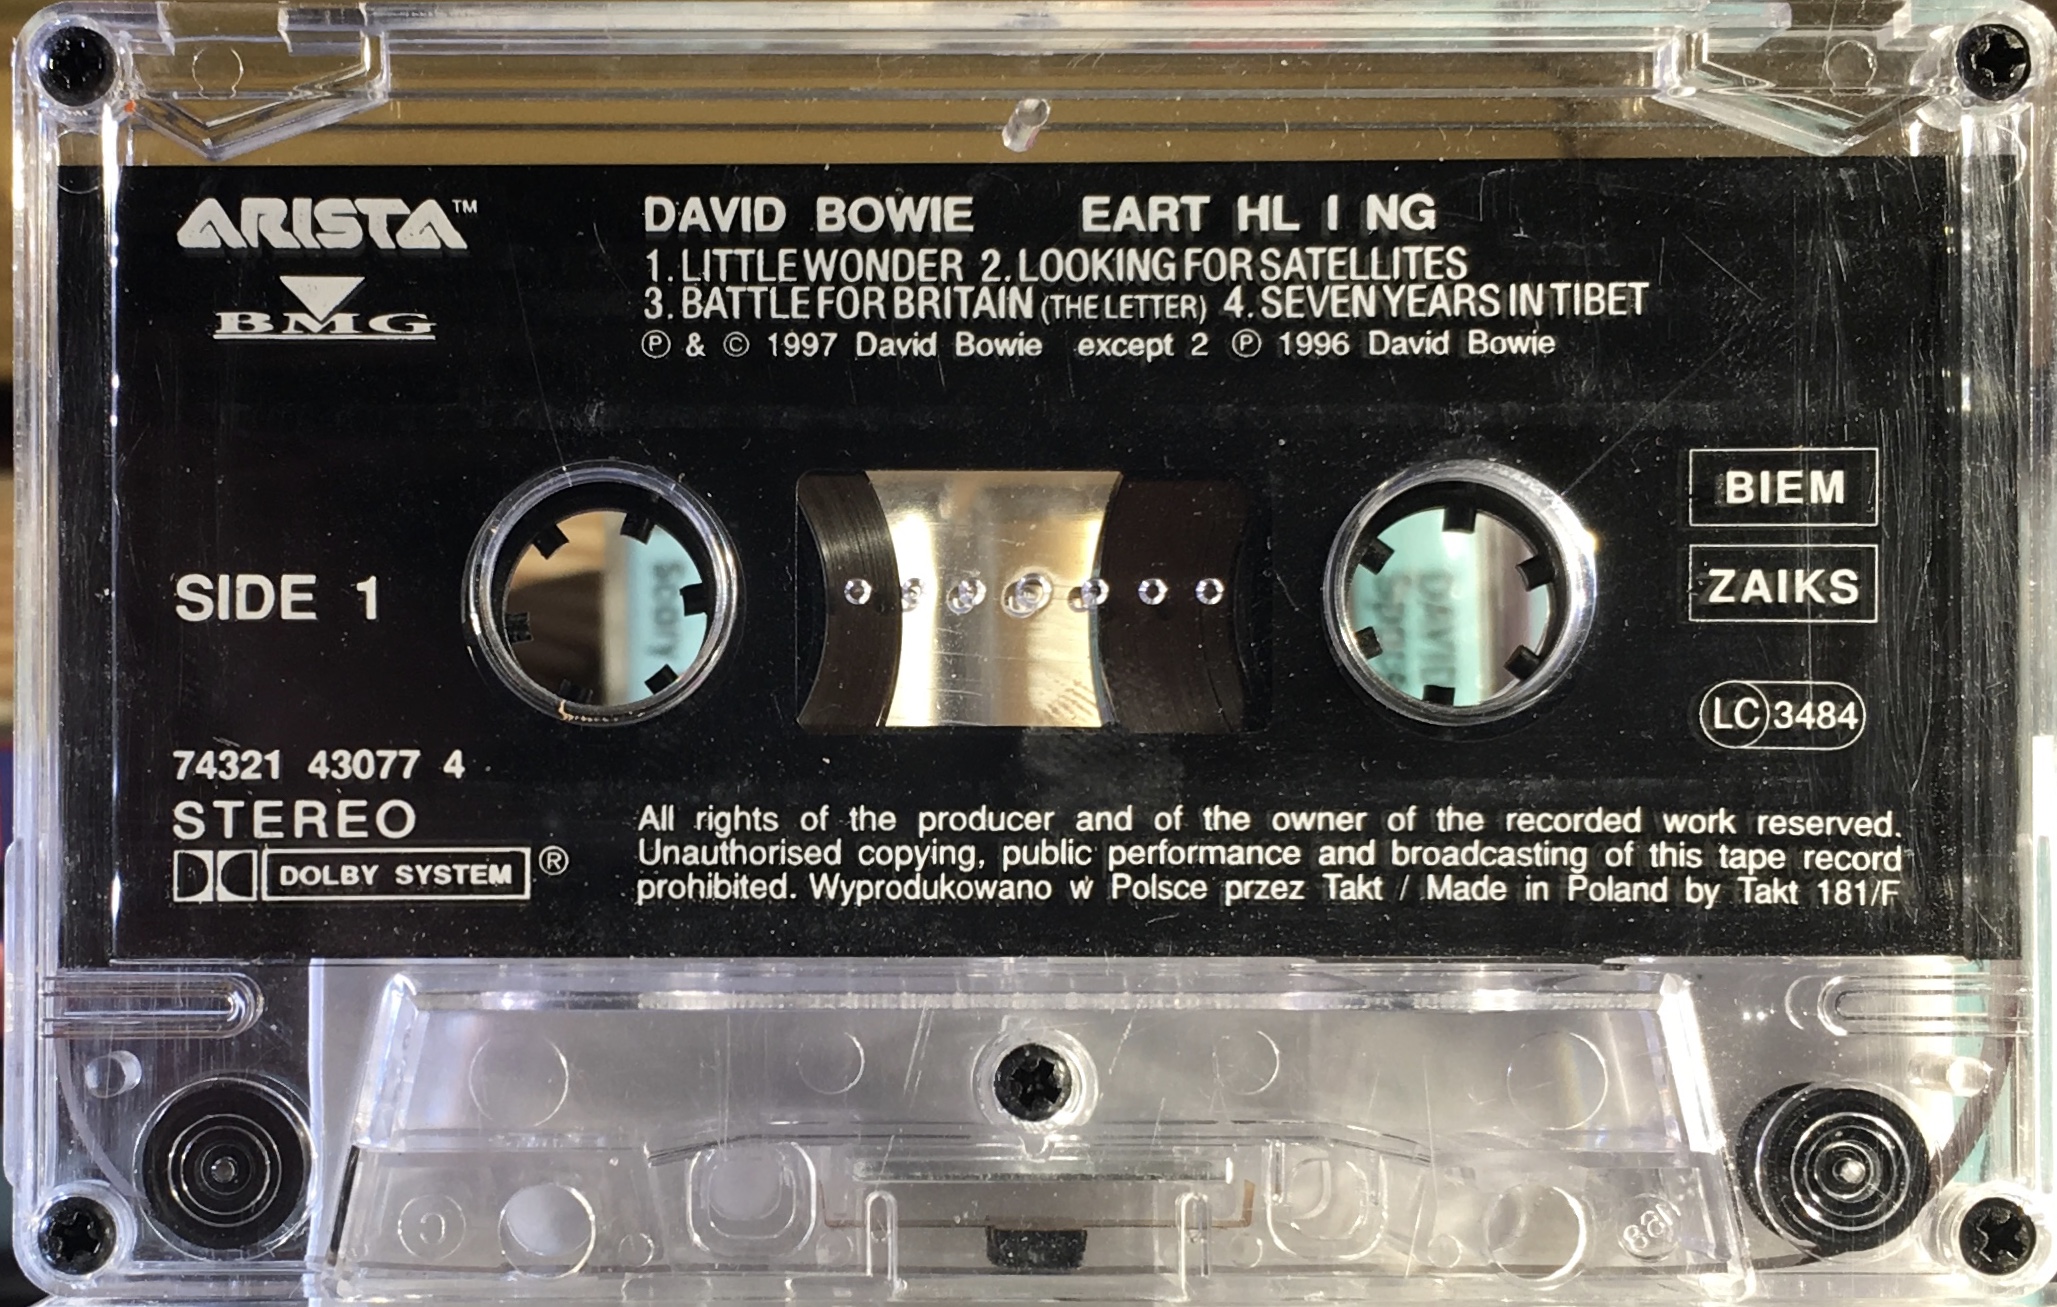 ARISTA™
BMG
DAVID BOWIE EART HL I NG
1. LITTLE WONDER 2. LOOKING FOR SATELLITES
3. BATTLE FOR BRITAIN (THE LETTER) 4. SEVEN YEARS IN TIBET
Ⓟ & © 1997 David Bowie except 2 Ⓟ 1996 David Bowie
SIDE 1
Scary
DAVID
BIEM
ZAIKS
LC 3484
74321 43077 4
STEREO
DOLBY SYSTEM ®
All rights of the producer and of the owner of the recorded work reserved.
Unauthorised copying, public performance and broadcasting of this tape record
prohibited. Wyprodukowano w Polsce przez Takt / Made in Poland by Takt 181/F